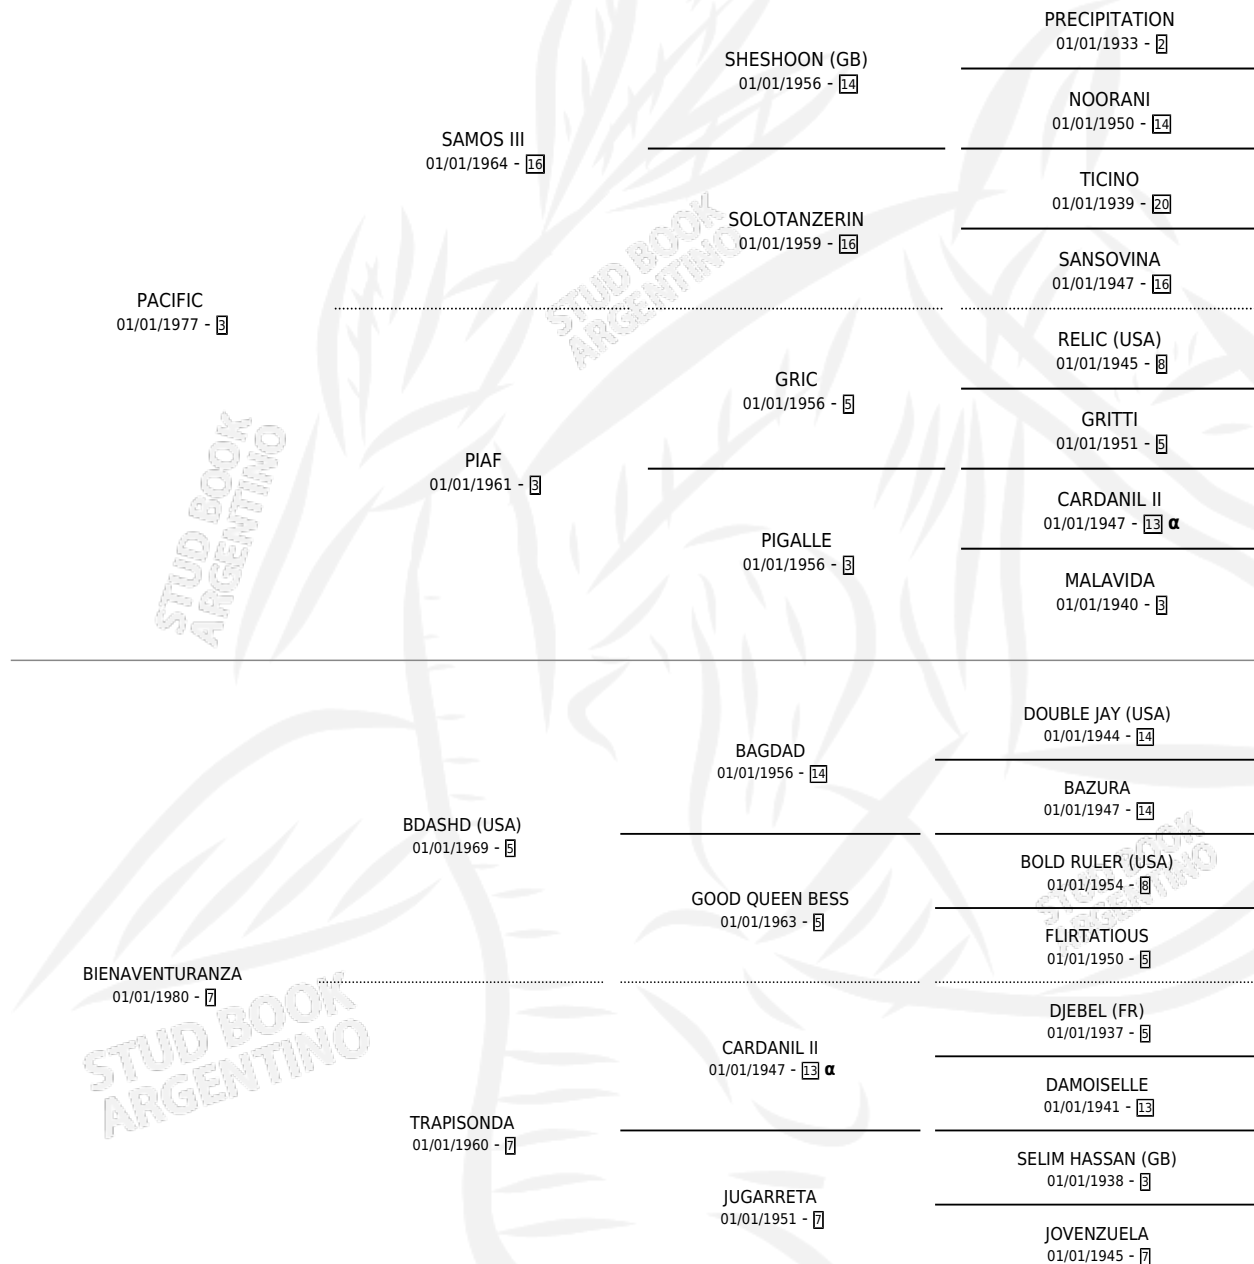 PRECIPITATION
01/01/1933 - 2
SHESHOON (GB)
01/01/1956 - 14
NOORANI
01/01/1950 - 14
SAMOS III
01/01/1964 - 16
TICINO
01/01/1939 - 20
SOLOTANZERIN
01/01/1959 - 16
SANSOVINA
01/01/1947 - 16
PACIFIC
01/01/1977 - 3
RELIC (USA)
01/01/1945 - 8
GRIC
01/01/1956 - 5
GRITTI
01/01/1951 - 5
PIAF
01/01/1961 - 3
CARDANIL II
01/01/1947 - 13 α
PIGALLE
01/01/1956 - 3
MALAVIDA
01/01/1940 - 3
DOUBLE JAY (USA)
01/01/1944 - 14
BAGDAD
01/01/1956 - 14
BAZURA
01/01/1947 - 14
BDASHD (USA)
01/01/1969 - 5
BOLD RULER (USA)
01/01/1954 - 8
GOOD QUEEN BESS
01/01/1963 - 5
FLIRTATIOUS
01/01/1950 - 5
BIENAVENTURANZA
01/01/1980 - 7
DJEBEL (FR)
01/01/1937 - 5
CARDANIL II
01/01/1947 - 13 α
DAMOISELLE
01/01/1941 - 13
TRAPISONDA
01/01/1960 - 7
SELIM HASSAN (GB)
01/01/1938 - 3
JUGARRETA
01/01/1951 - 7
JOVENZUELA
01/01/1945 - 7
STUD BOOK
ARGENTINO
STUD BOOK
ARGENTINO
STUD BOOK
ARGENTINO
STUD BOOK
ARGENTINO